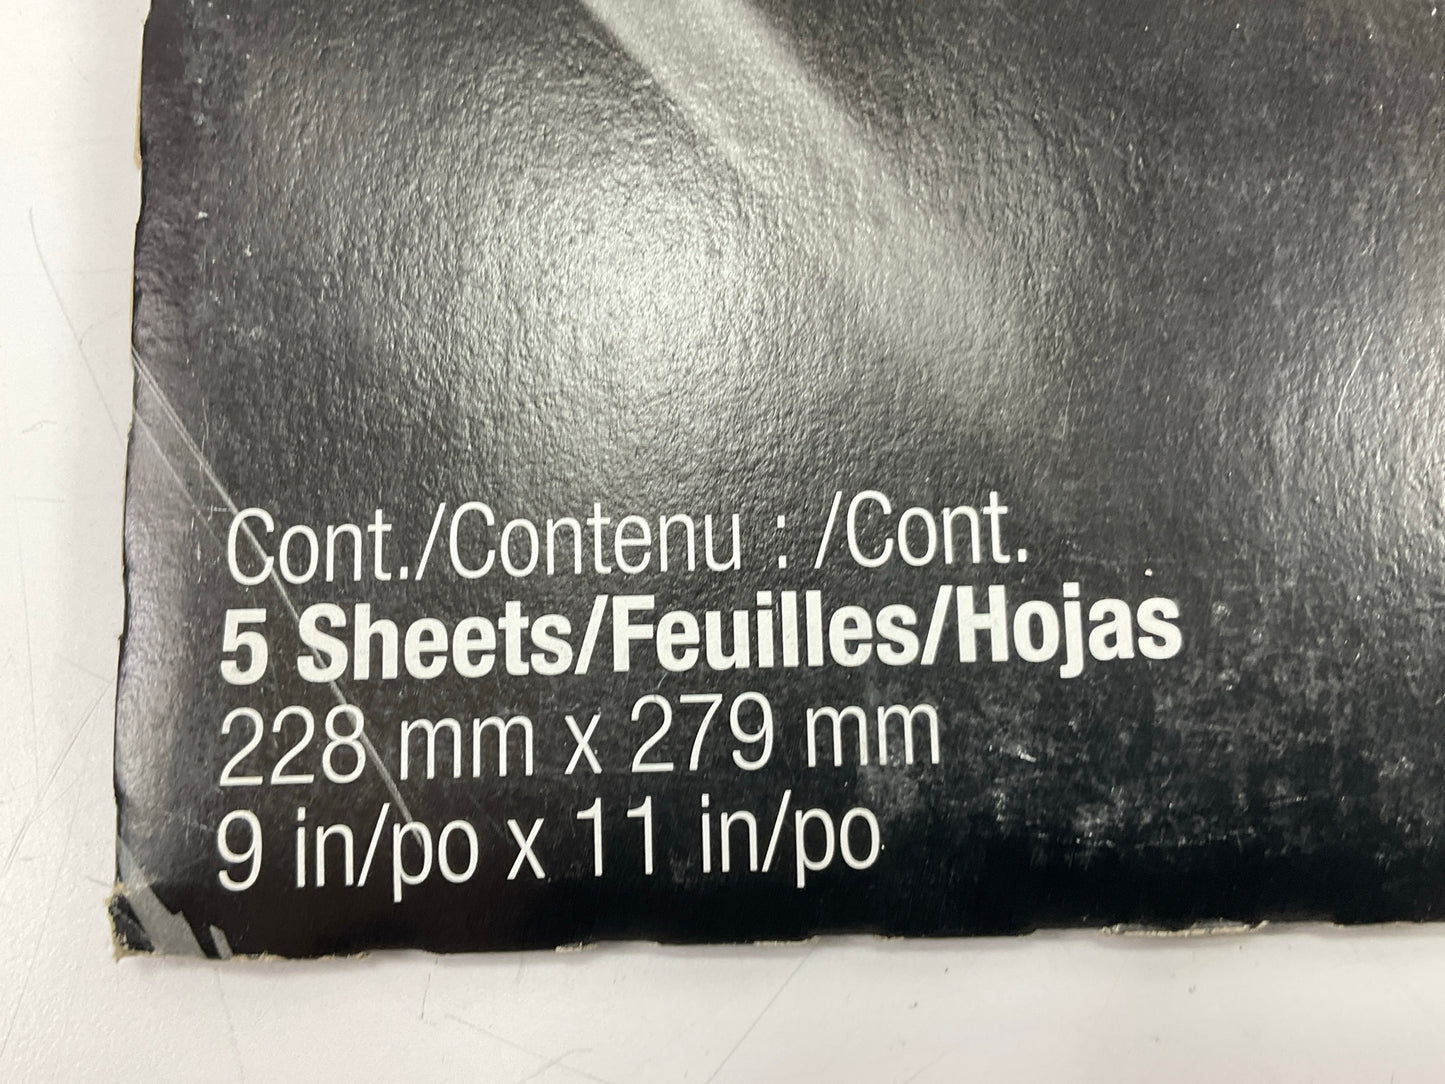 Cont./Contenu : /Cont.
5 Sheets/Feuilles/Hojas
228 mm x 279 mm
9 in/po x 11 in/po